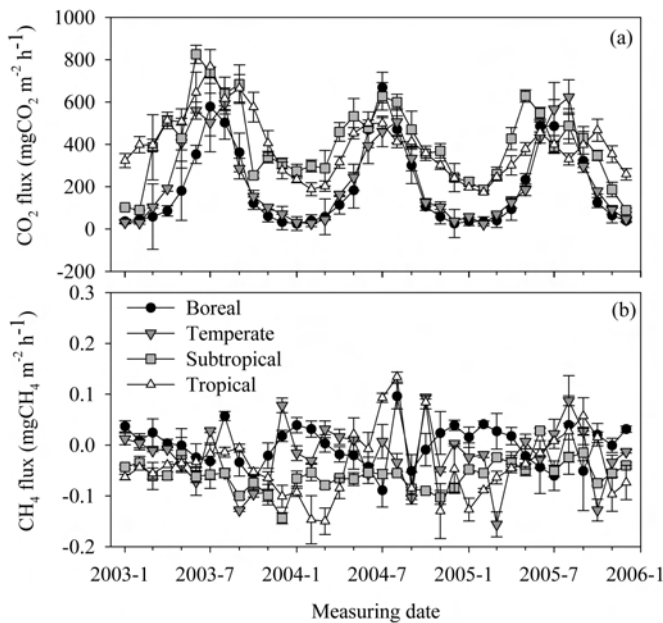 1000
(a)
800
600
400
200
0
-200
CO2 flux (mgCO2 m-2 h-1)
0.3
(b)
Boreal
0.2
Temperate
Subtropical
0.1
Tropical
0.0
-0.1
-0.2
CH4 flux (mgCH4 m-2 h-1)
2003-1 2003-7 2004-1 2004-7 2005-1 2005-7 2006-1
Measuring date